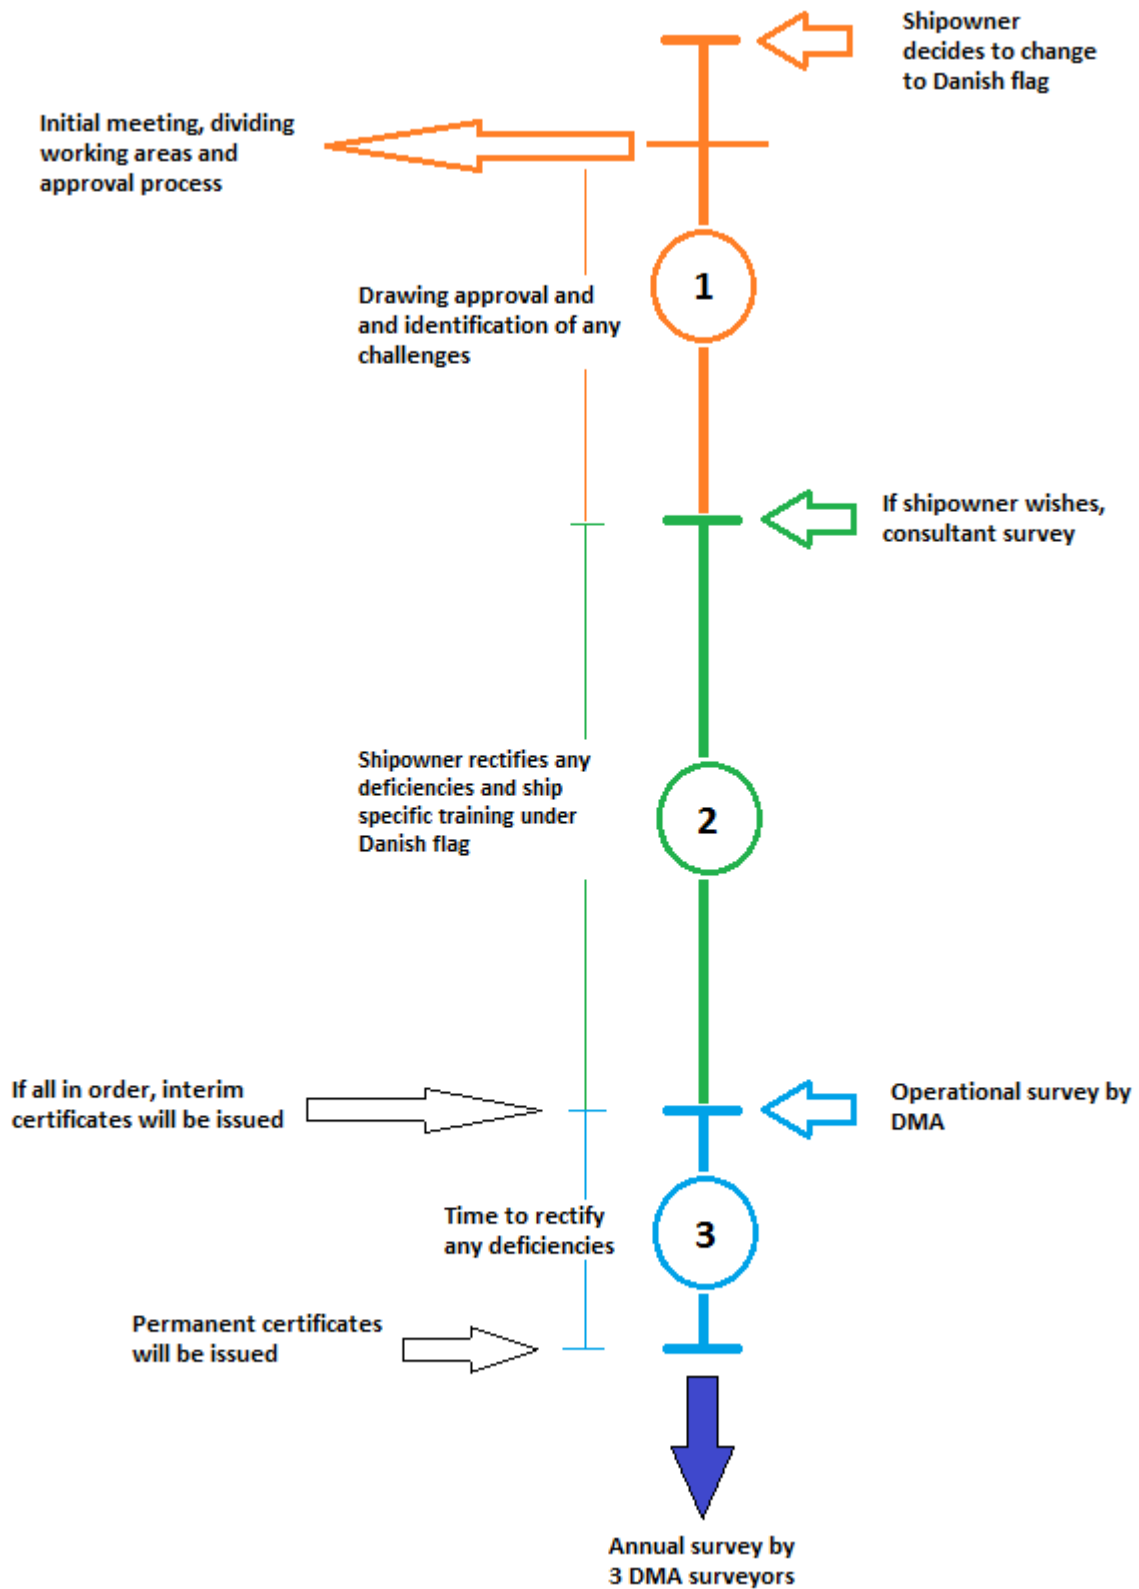 Shipowner
decides to change
to Danish flag
Initial meeting, dividing
working areas and
approval process
1
Drawing approval and
and identification of any
challenges
If shipowner wishes,
consultant survey
Shipowner rectifies any
deficiencies and ship
specific training under
Danish flag
2
If all in order, interim
certificates will be issued
Operational survey by
DMA
Time to rectify
any deficiencies
3
Permanent certificates
will be issued
Annual survey by
3 DMA surveyors